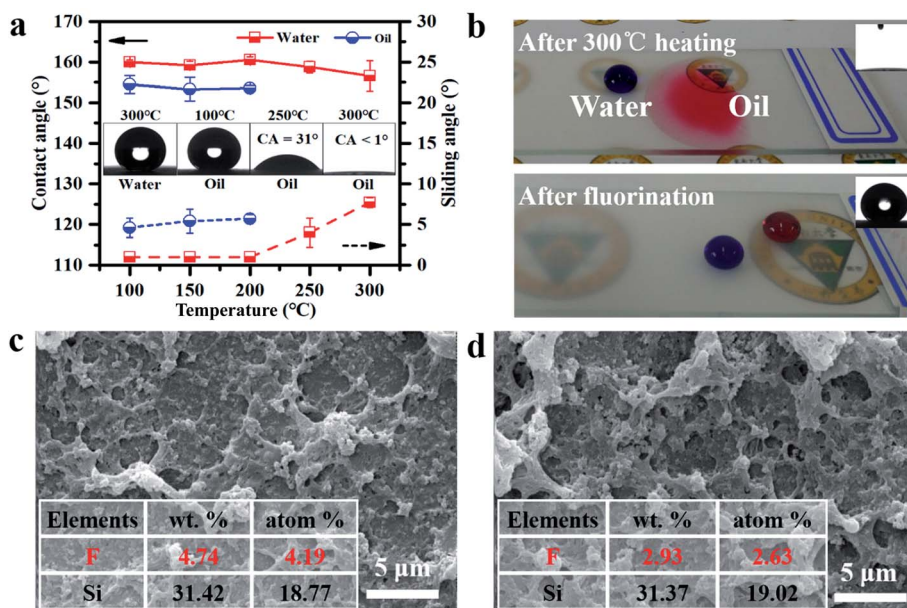 a
Water
Oil
Contact angle (°)
170
160
150
140
130
120
110
Sliding angle (°)
30
25
20
15
10
5
0
300°C
100°C
250°C
300°C
CA = 31°
CA < 1°
Water
Oil
Oil
Oil
100
150
200
250
300
Temperature (°C)
b
After 300℃ heating
Water
Oil
After fluorination
c
Elements wt. % atom %
F 4.74 4.19
Si 31.42 18.77
5 μm
d
Elements wt. % atom %
F 2.93 2.63
Si 31.37 19.02
5 μm